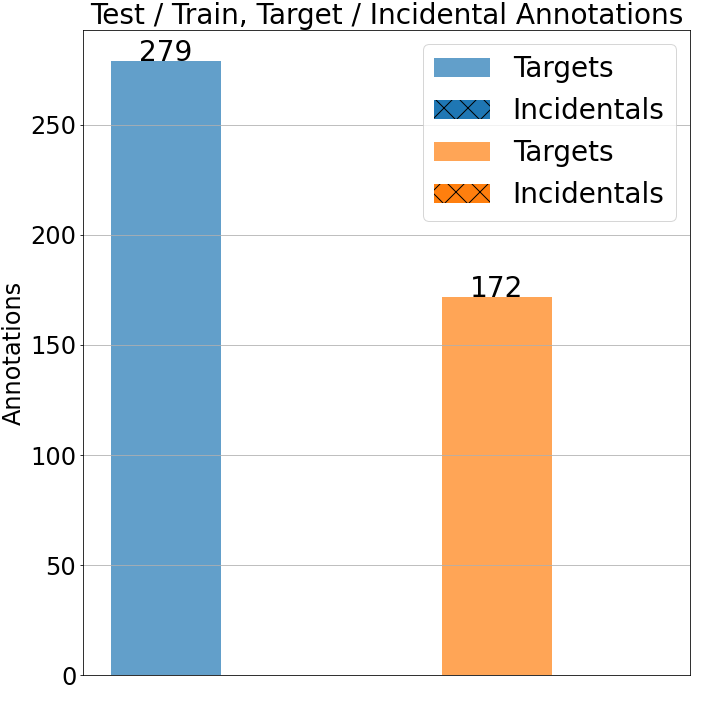 Test / Train, Target / Incidental Annotations
279
Targets
Incidentals
Targets
Incidentals
172
250
200
150
100
50
0
Annotations